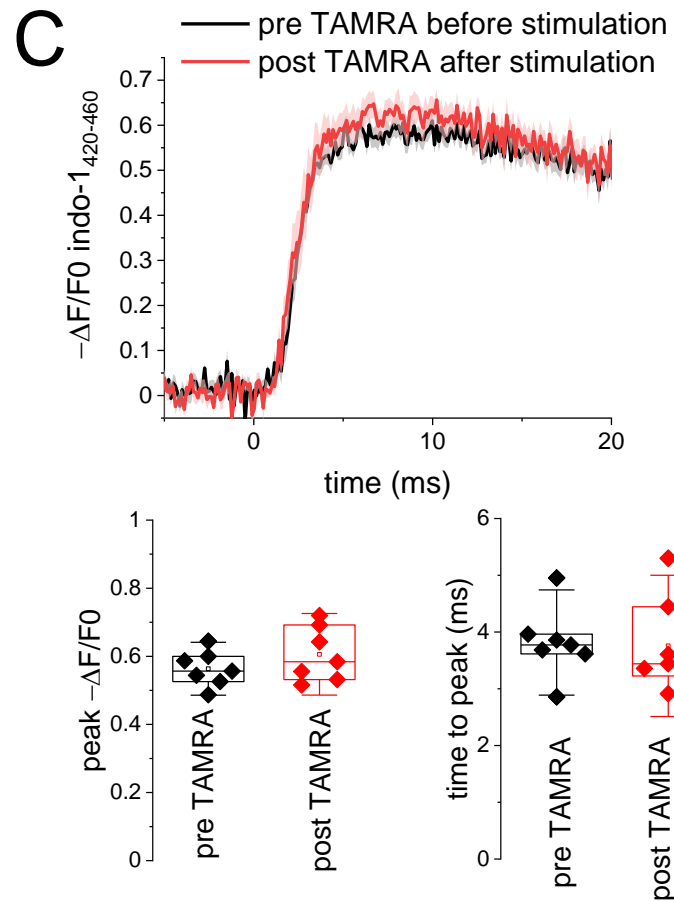 C
pre TAMRA before stimulation
post TAMRA after stimulation
−ΔF/F0 indo-1420-460
0.7
0.6
0.5
0.4
0.3
0.2
0.1
0
0
10
20
time (ms)
peak −ΔF/F0
1
0.8
0.6
0.4
0.2
0
pre TAMRA
post TAMRA
time to peak (ms)
6
4
2
0
pre TAMRA
post TAMRA